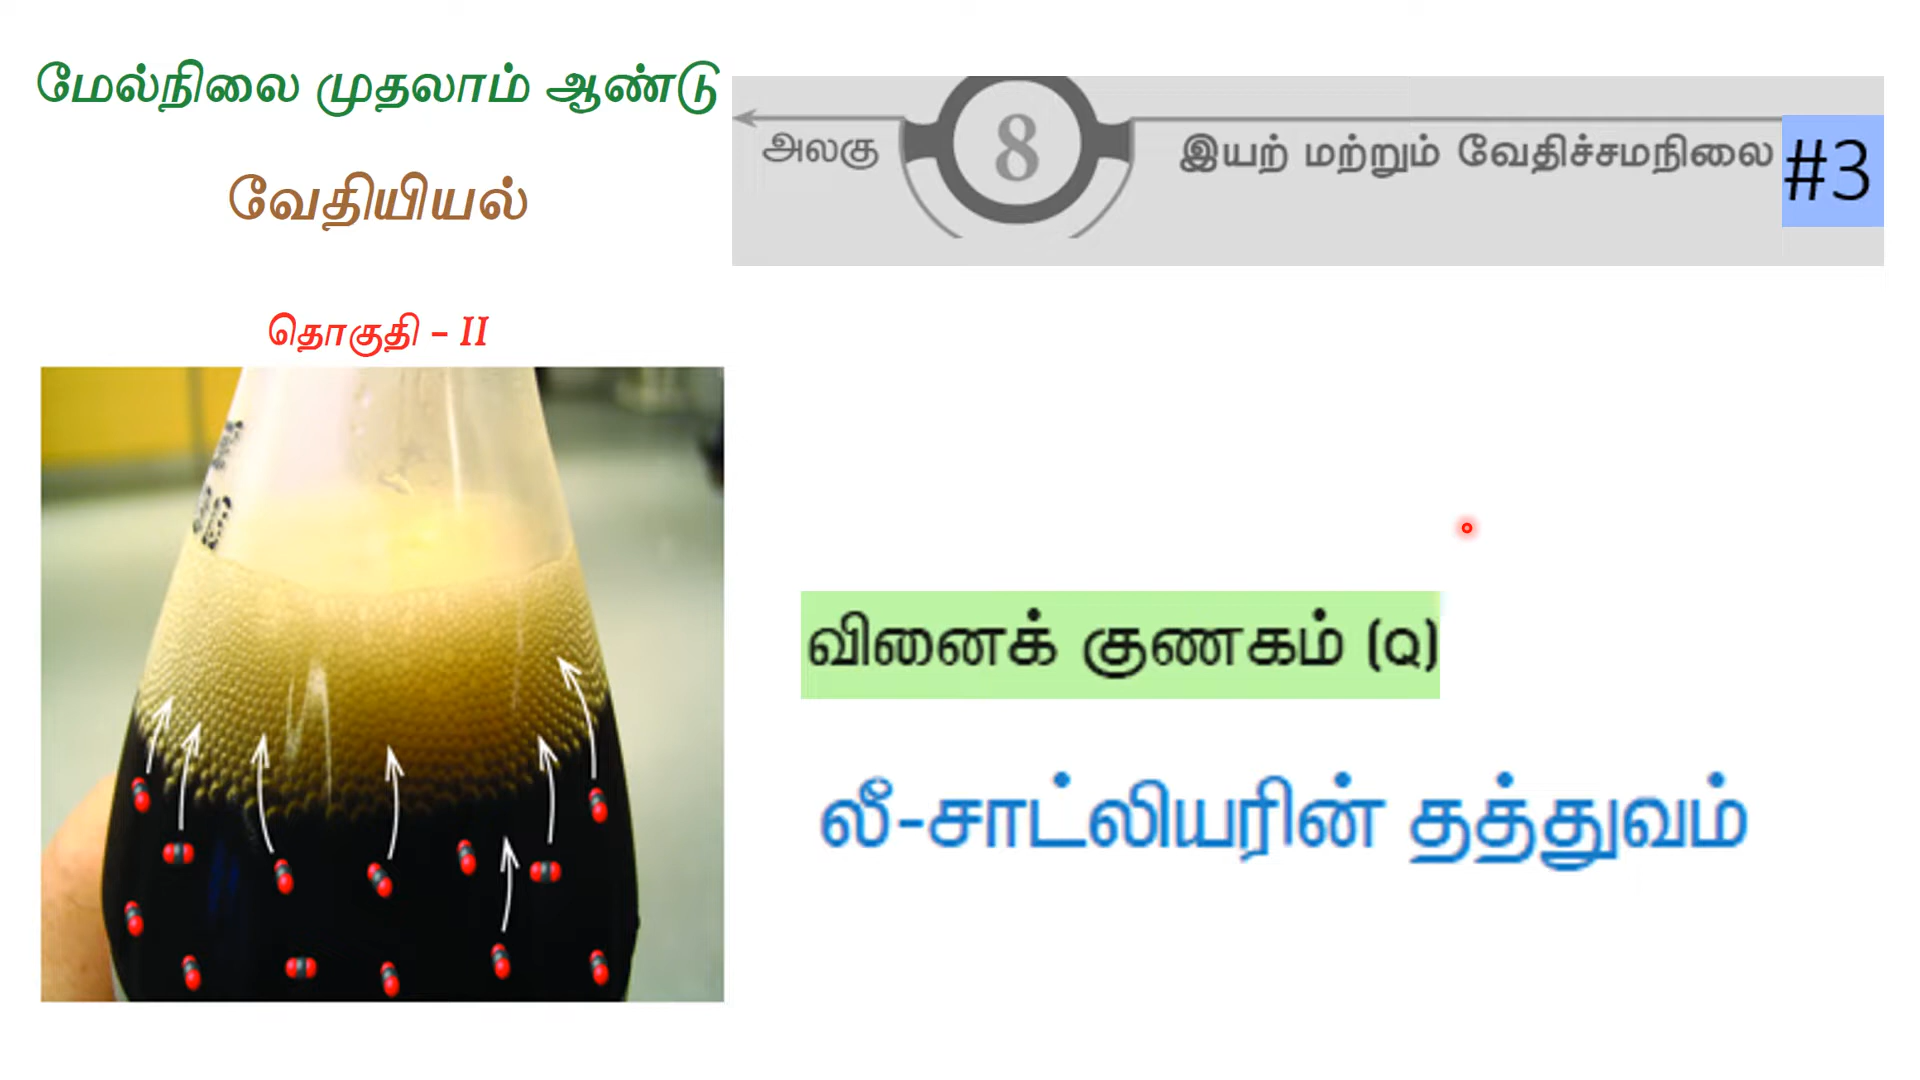 மேல்நிலை முதலாம் ஆண்டு
வேதியியல்
தொகுதி – II
அலகு 8 இயற் மற்றும் வேதிச்சமநிலை #3
வினைக் குணகம் (Q)
லீ-சாட்லியரின் தத்துவம்